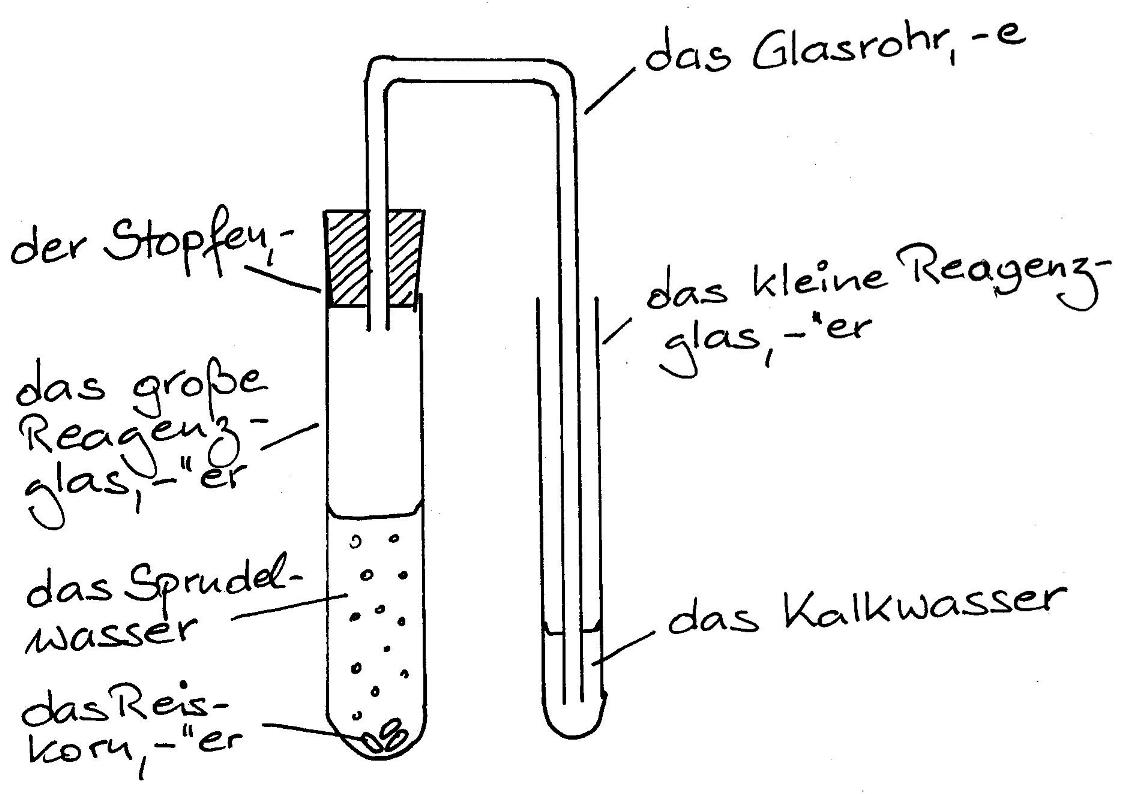 das Glasrohr, -e
der Stopfen, -
das kleine Reagenz-
glas, -"er
das große
Reagenz-
glas, -"er
das Sprudel-
wasser
das Kalkwasser
das Reis-
korn, -"er